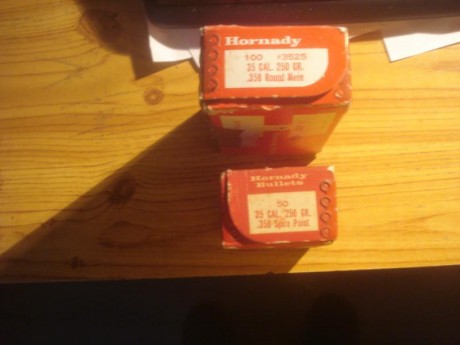 Hornady
100 #3525
35 CAL. 250 GR.
.358 Round Nose
Hornady
Bullets
50
35 CAL. 250 GR.
.358 Spire Point